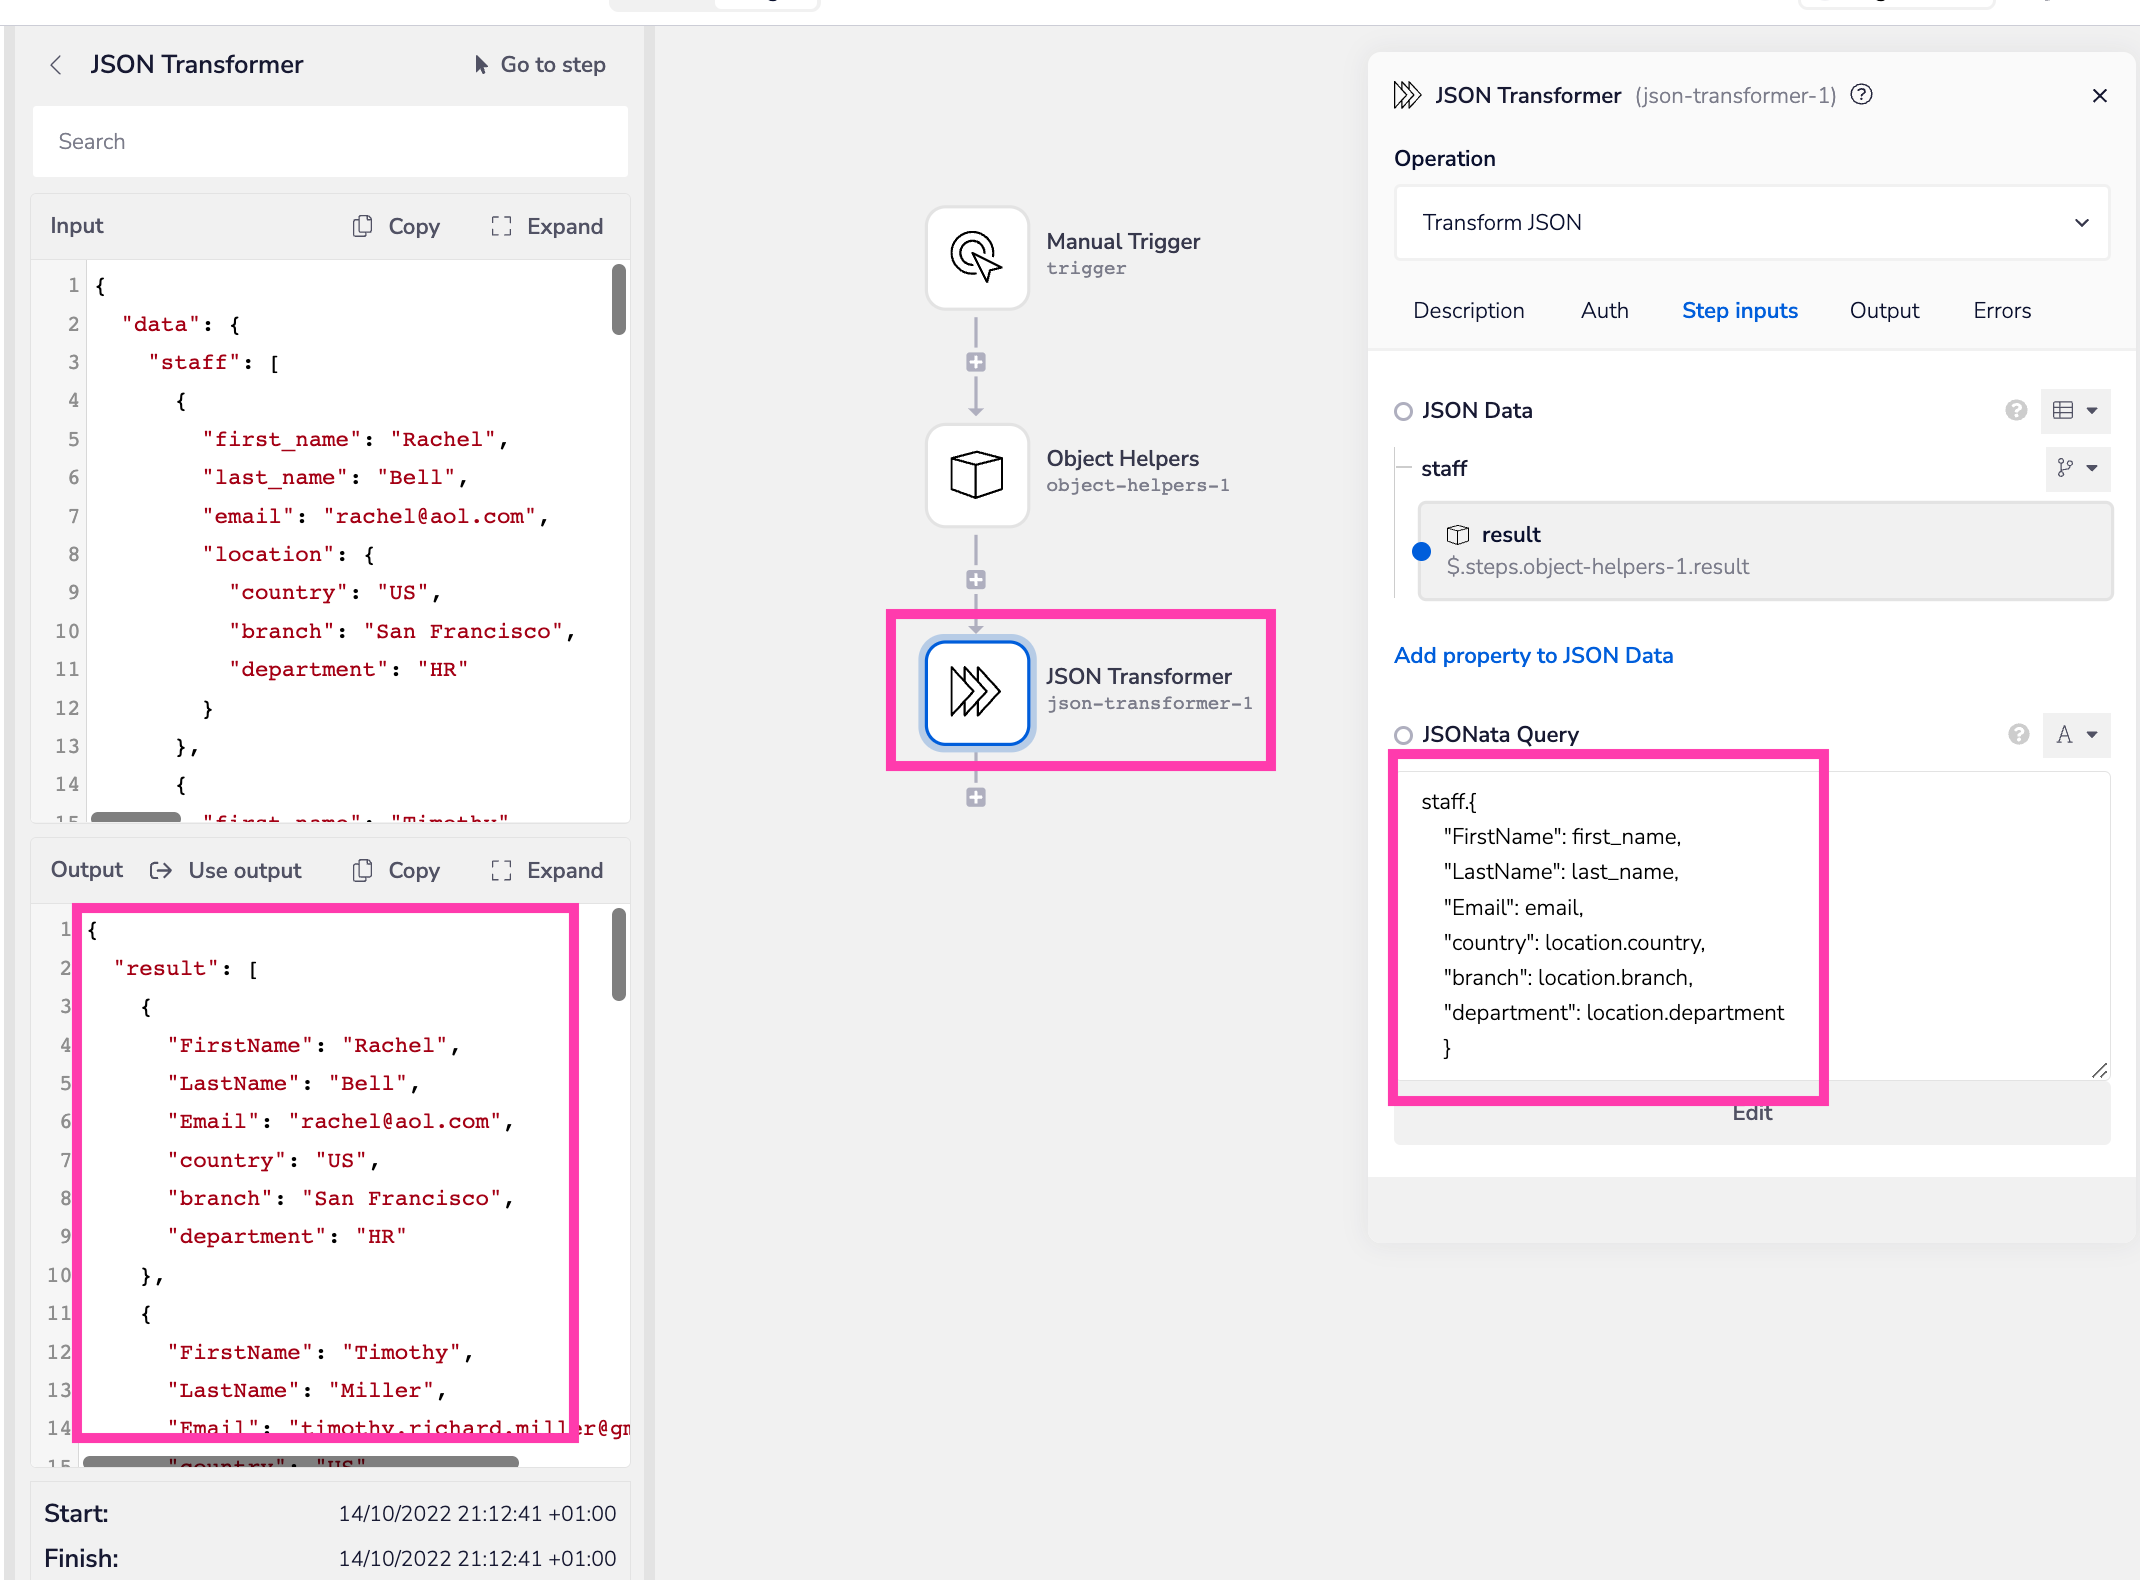 JSON Transformer
Go to step
Search
Input
Copy
Expand
1 {
2 "data": {
3 "staff": [
4 {
5 "first_name": "Rachel",
6 "last_name": "Bell",
7 "email": "rachel@aol.com",
8 "location": {
9 "country": "US",
10 "branch": "San Francisco",
11 "department": "HR"
12 }
13 },
14 {
15 "first_name": "Timothy"
Output
Use output
Copy
Expand
1 {
2 "result": [
3 {
4 "FirstName": "Rachel",
5 "LastName": "Bell",
6 "Email": "rachel@aol.com",
7 "country": "US",
8 "branch": "San Francisco",
9 "department": "HR"
10 },
11 {
12 "FirstName": "Timothy",
13 "LastName": "Miller",
14 "Email": "timothy.richard.miller@gm
15 "country": "US"
Start: 14/10/2022 21:12:41 +01:00
Finish: 14/10/2022 21:12:41 +01:00
Manual Trigger
trigger
Object Helpers
object-helpers-1
JSON Transformer
json-transformer-1
JSON Transformer (json-transformer-1)
Operation
Transform JSON
Description
Auth
Step inputs
Output
Errors
JSON Data
staff
result
$.steps.object-helpers-1.result
Add property to JSON Data
JSONata Query
A
staff.{
"FirstName": first_name,
"LastName": last_name,
"Email": email,
"country": location.country,
"branch": location.branch,
"department": location.department
}
Edit